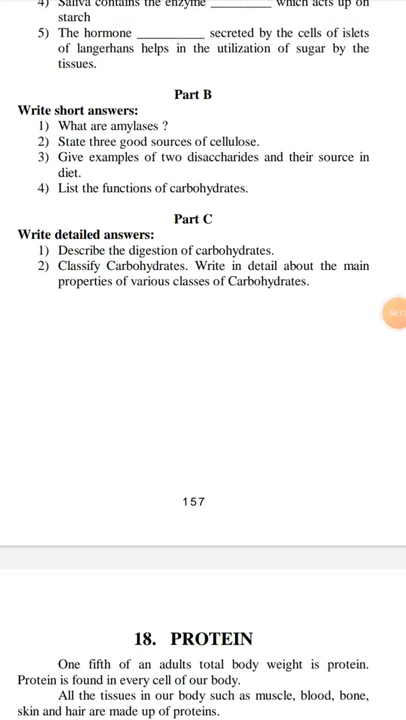 4) Saliva contains the enzyme __________ which acts up on
starch
5) The hormone ___________ secreted by the cells of islets
of langerhans helps in the utilization of sugar by the
tissues.
Part B
Write short answers:
1) What are amylases ?
2) State three good sources of cellulose.
3) Give examples of two disaccharides and their source in
diet.
4) List the functions of carbohydrates.
Part C
Write detailed answers:
1) Describe the digestion of carbohydrates.
2) Classify Carbohydrates. Write in detail about the main
properties of various classes of Carbohydrates.
157
18. PROTEIN
One fifth of an adults total body weight is protein.
Protein is found in every cell of our body.
All the tissues in our body such as muscle, blood, bone,
skin and hair are made up of proteins.